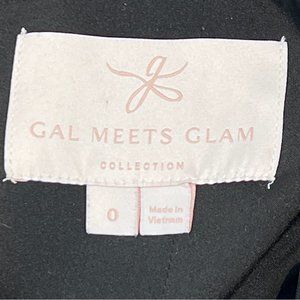 g
GAL MEETS GLAM
COLLECTION
0
Made in
Vietnam